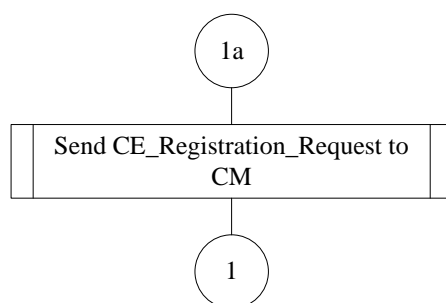 1a
Send CE_Registration_Request to
CM
1